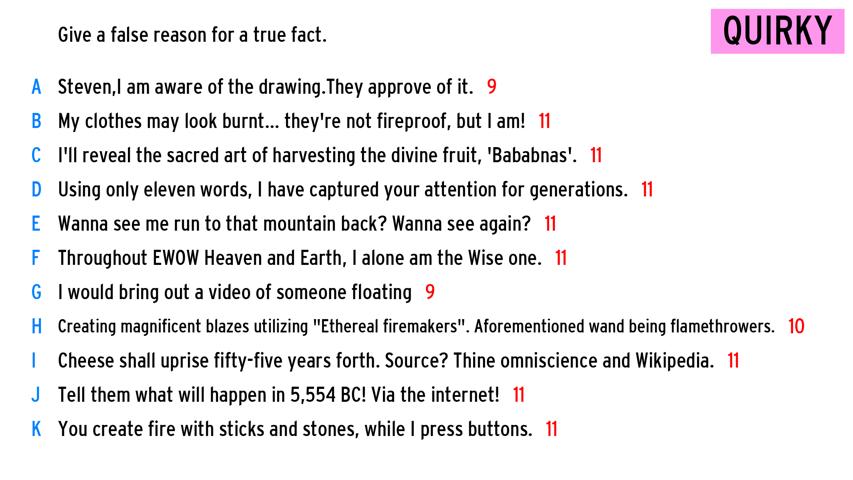 Give a false reason for a true fact.
QUIRKY
A Steven,I am aware of the drawing.They approve of it. 9
B My clothes may look burnt... they're not fireproof, but I am! 11
C I'll reveal the sacred art of harvesting the divine fruit, 'Bababnas'. 11
D Using only eleven words, I have captured your attention for generations. 11
E Wanna see me run to that mountain back? Wanna see again? 11
F Throughout EWOW Heaven and Earth, I alone am the Wise one. 11
G I would bring out a video of someone floating 9
H Creating magnificent blazes utilizing "Ethereal firemakers". Aforementioned wand being flamethrowers. 10
I Cheese shall uprise fifty-five years forth. Source? Thine omniscience and Wikipedia. 11
J Tell them what will happen in 5,554 BC! Via the internet! 11
K You create fire with sticks and stones, while I press buttons. 11